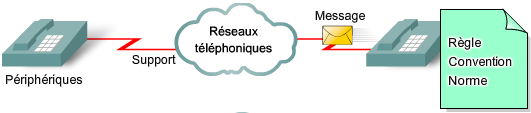 Message
Réseaux
téléphoniques
Support
Périphériques
Règle
Convention
Norme